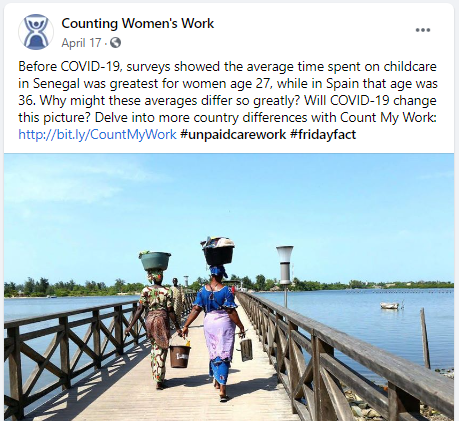 Counting Women's Work
April 17 ·
Before COVID-19, surveys showed the average time spent on childcare
in Senegal was greatest for women age 27, while in Spain that age was
36. Why might these averages differ so greatly? Will COVID-19 change
this picture? Delve into more country differences with Count My Work:
http://bit.ly/CountMyWork #unpaidcarework #fridayfact